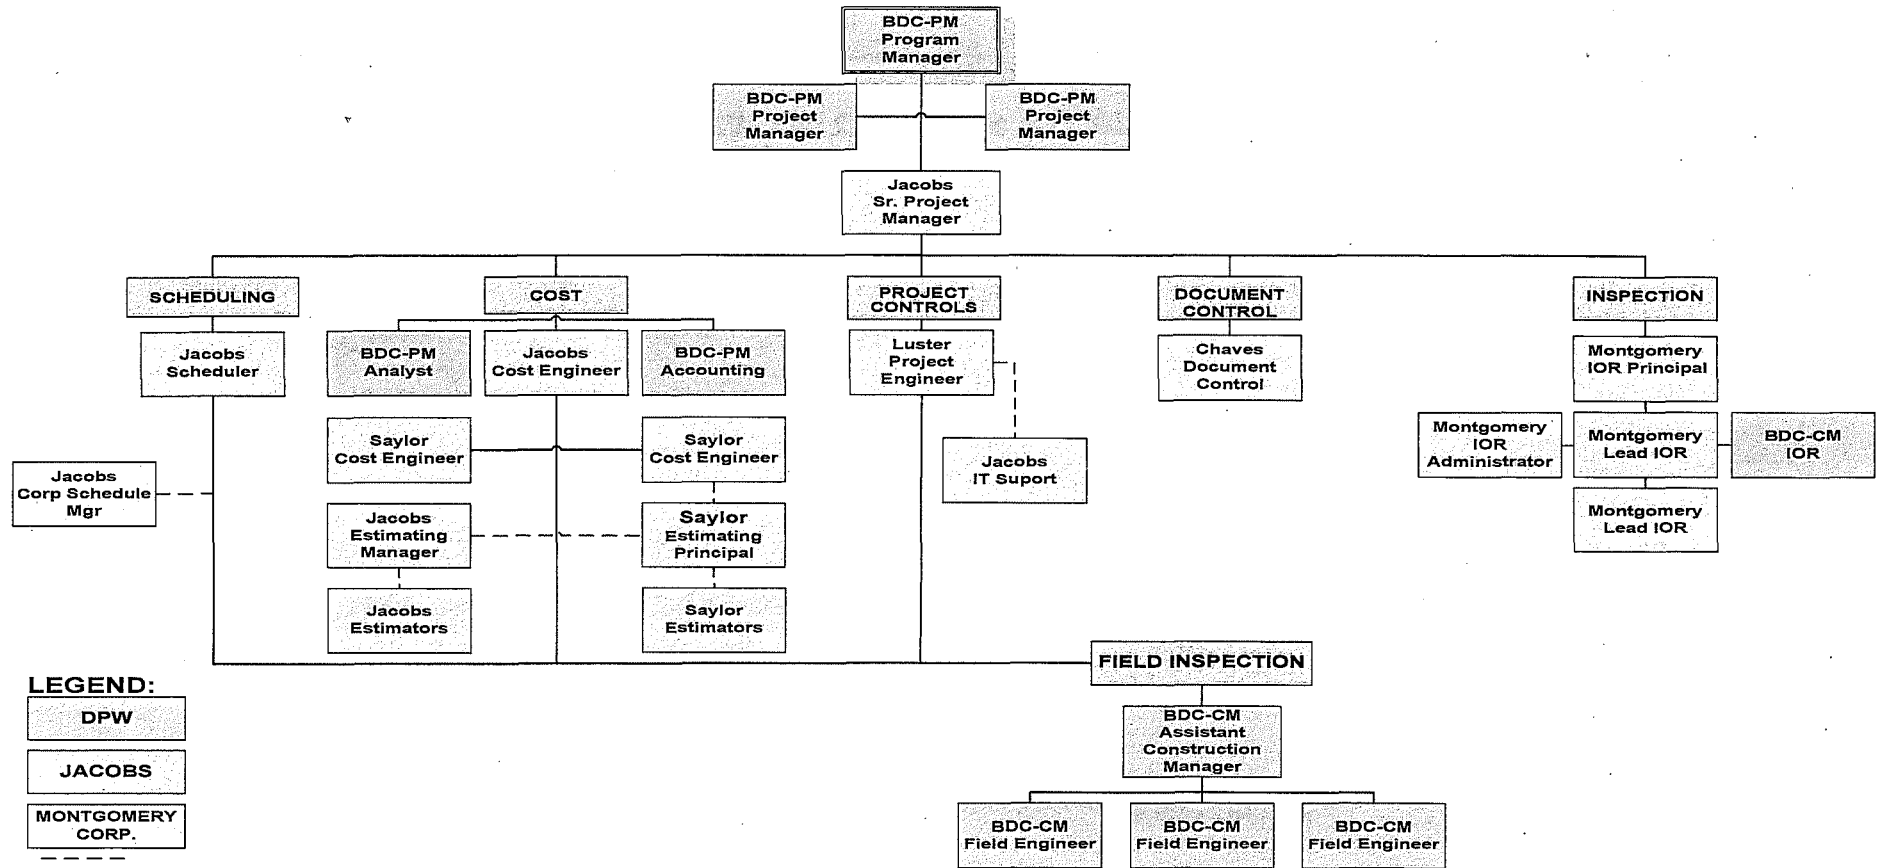 BDC-PM
Program
Manager
BDC-PM
Project
Manager
BDC-PM
Project
Manager
Jacobs
Sr. Project
Manager
SCHEDULING
COST
PROJECT
CONTROLS
DOCUMENT
CONTROL
INSPECTION
Jacobs
Scheduler
BDC-PM
Analyst
Jacobs
Cost Engineer
BDC-PM
Accounting
Luster
Project
Engineer
Chaves
Document
Control
Montgomery
IOR Principal
Saylor
Cost Engineer
Saylor
Cost Engineer
Montgomery
IOR
Administrator
Montgomery
Lead IOR
BDC-CM
IOR
Jacobs
Corp Schedule
Mgr
Jacobs
IT Suport
Jacobs
Estimating
Manager
Saylor
Estimating
Principal
Montgomery
Lead IOR
Jacobs
Estimators
Saylor
Estimators
FIELD INSPECTION
LEGEND:
DPW
JACOBS
MONTGOMERY
CORP.
BDC-CM
Assistant
Construction
Manager
BDC-CM
Field Engineer
BDC-CM
Field Engineer
BDC-CM
Field Engineer